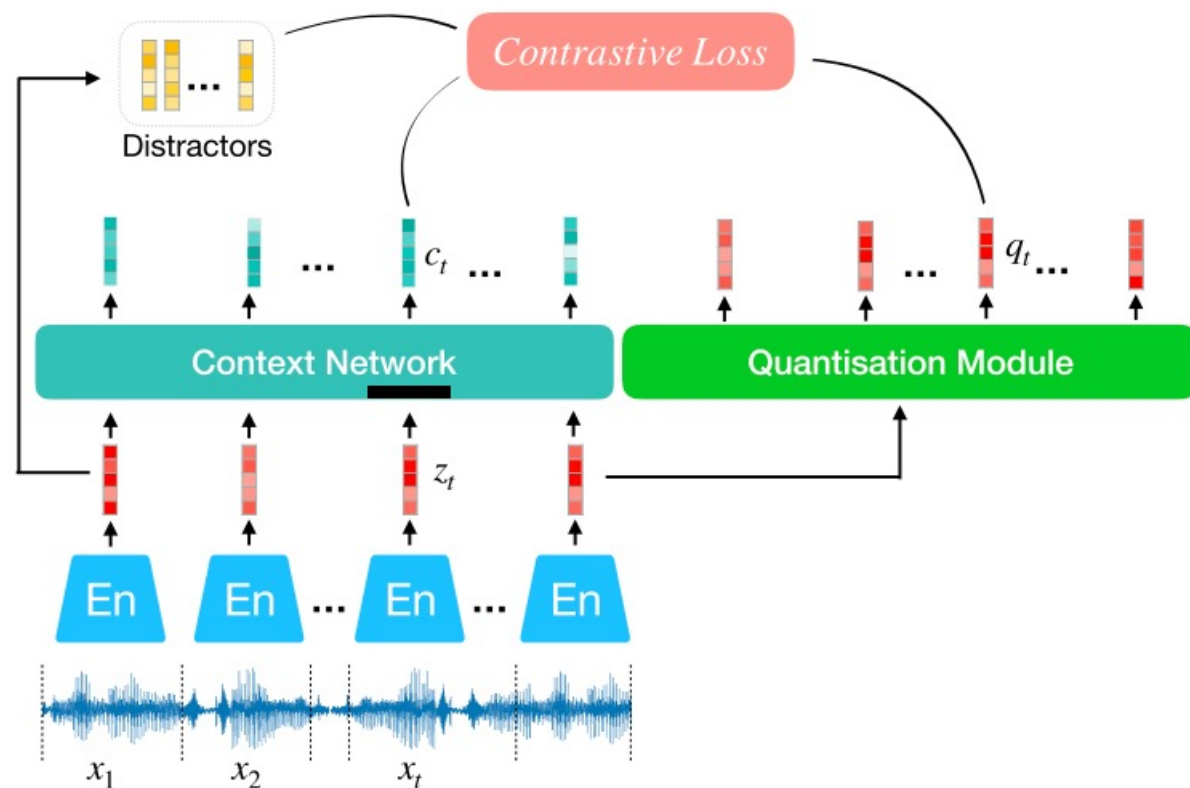 Contrastive Loss
...
Distractors
... c_t ...
... q_t ...
Context Network
Quantisation Module
z_t
En En ... En ... En
x_1 x_2 x_t